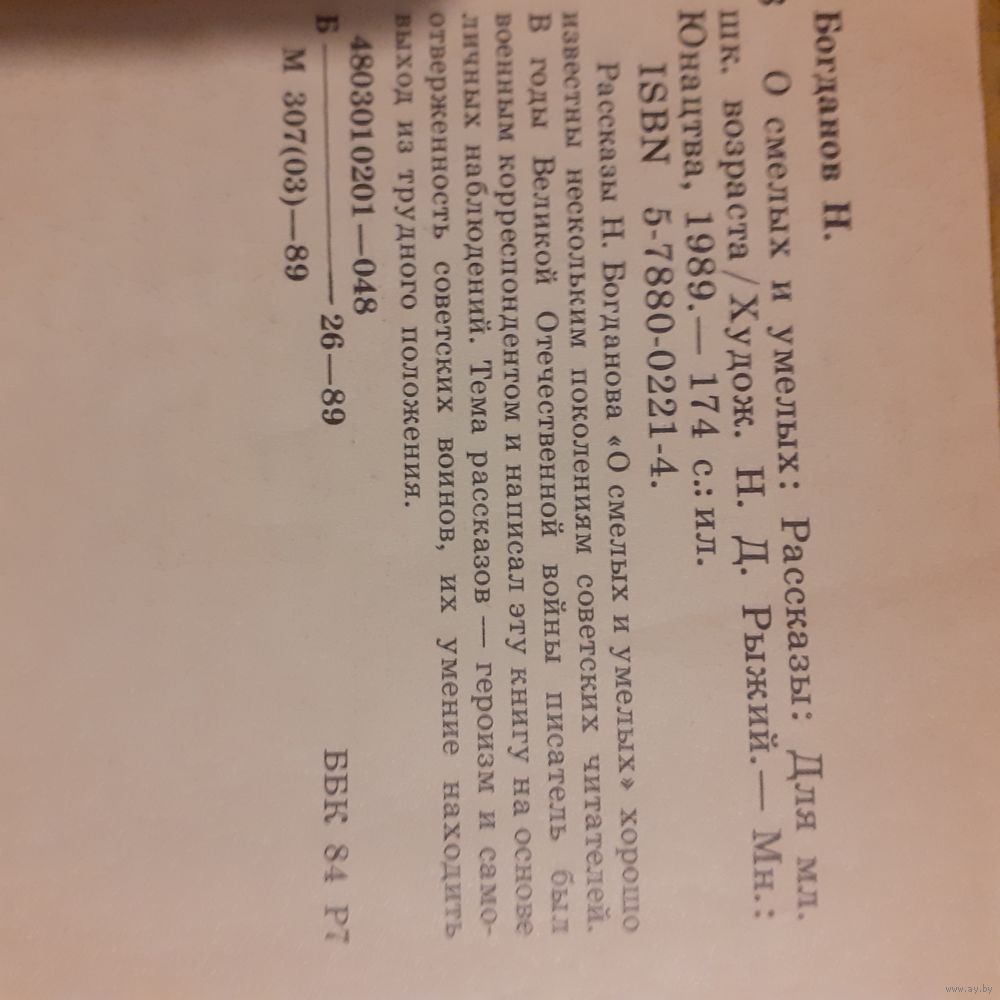 Богданов Н.
О смелых и умелых: Рассказы: Для мл.
шк. возраста / Худож. Н. Д. Рыжий.— Мн.:
Юнацтва, 1989.— 174 с.: ил.
ISBN 5-7880-0221-4.
Рассказы Н. Богданова «О смелых и умелых» хорошо
известны нескольким поколениям советских читателей.
В годы Великой Отечественной войны писатель был
военным корреспондентом и написал эту книгу на основе
личных наблюдений. Тема рассказов — героизм и само-
отверженность советских воинов, их умение находить
выход из трудного положения.
4803010201—048
Б ———— 26—89
М 307(03)—89
ББК 84 Р7
www.ay.by